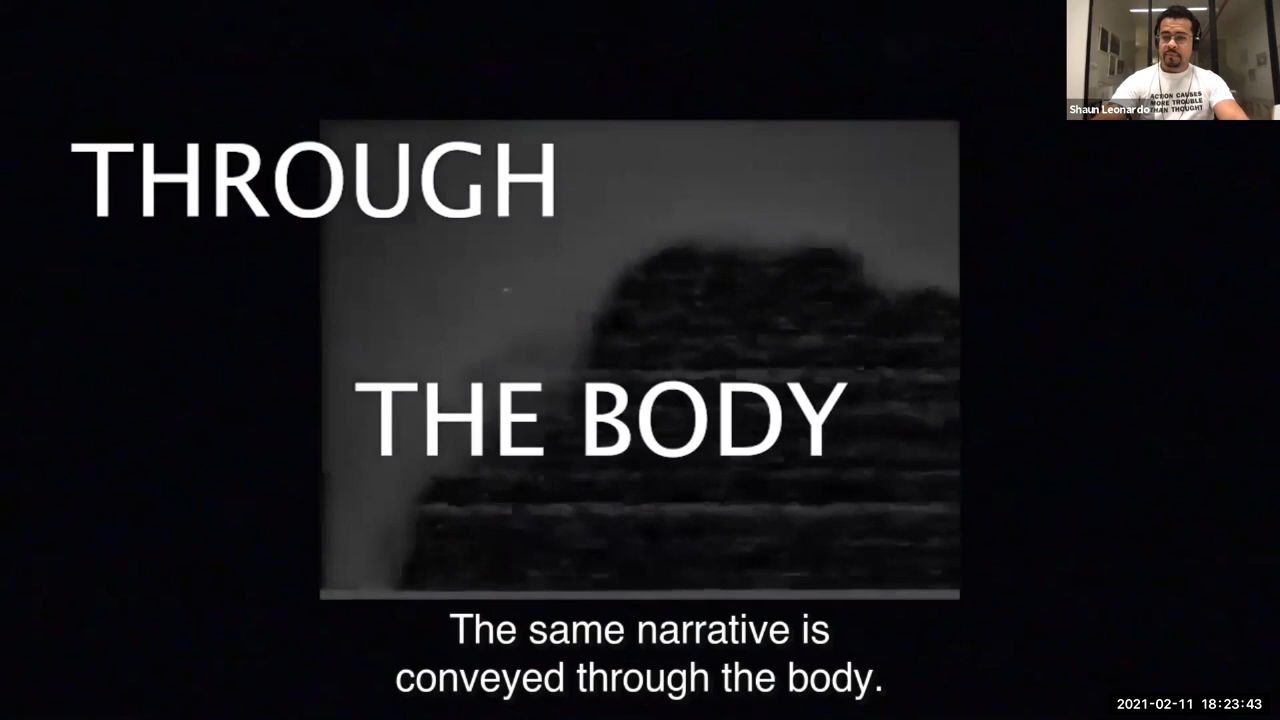 ACTION CAUSES
MORE TROUBLE
THAN THOUGHT
Shaun Leonardo
THROUGH
THE BODY
The same narrative is
conveyed through the body.
2021-02-11 18:23:43